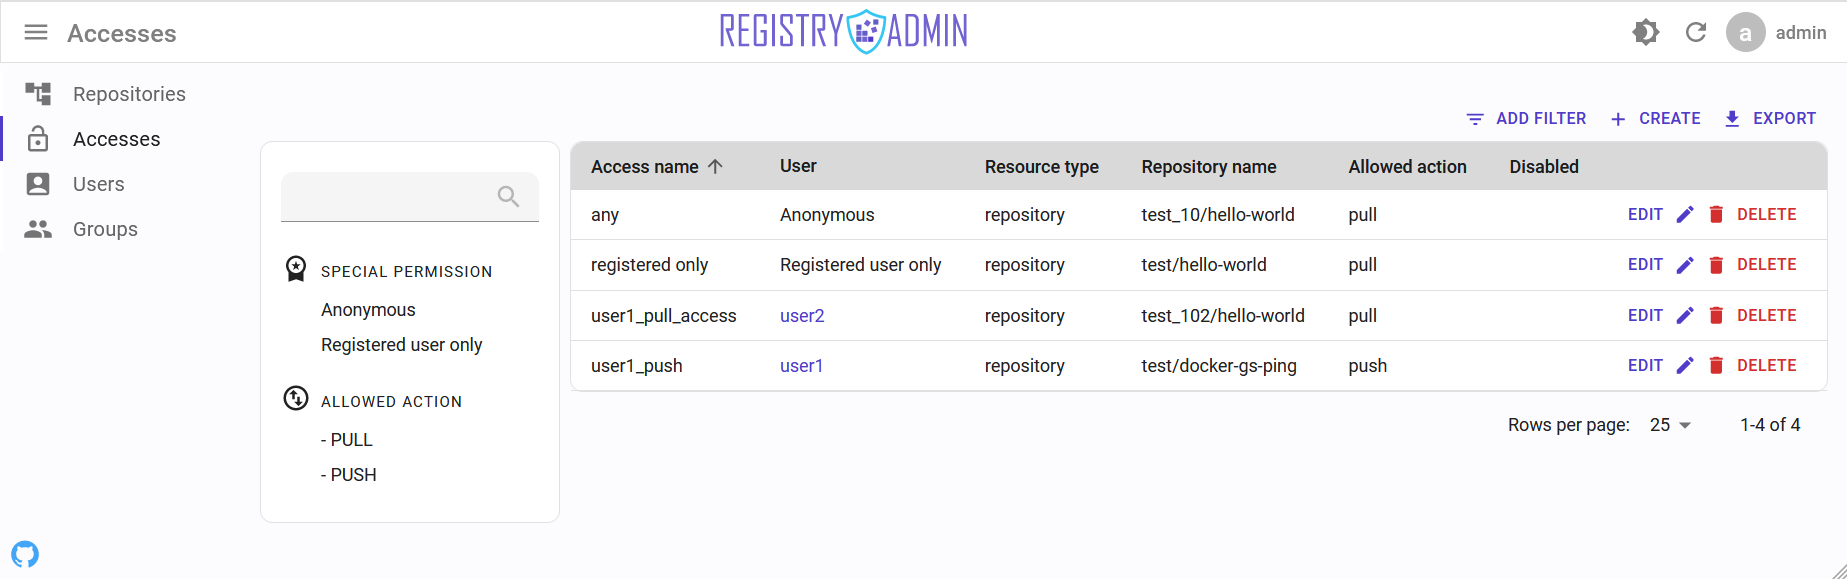 Accesses
REGISTRY ADMIN
a admin
Repositories
Accesses
Users
Groups
ADD FILTER CREATE EXPORT
SPECIAL PERMISSION
Anonymous
Registered user only
ALLOWED ACTION
- PULL
- PUSH
Access name User Resource type Repository name Allowed action Disabled
any Anonymous repository test_10/hello-world pull EDIT DELETE
registered only Registered user only repository test/hello-world pull EDIT DELETE
user1_pull_access user2 repository test_102/hello-world pull EDIT DELETE
user1_push user1 repository test/docker-gs-ping push EDIT DELETE
Rows per page: 25 1-4 of 4